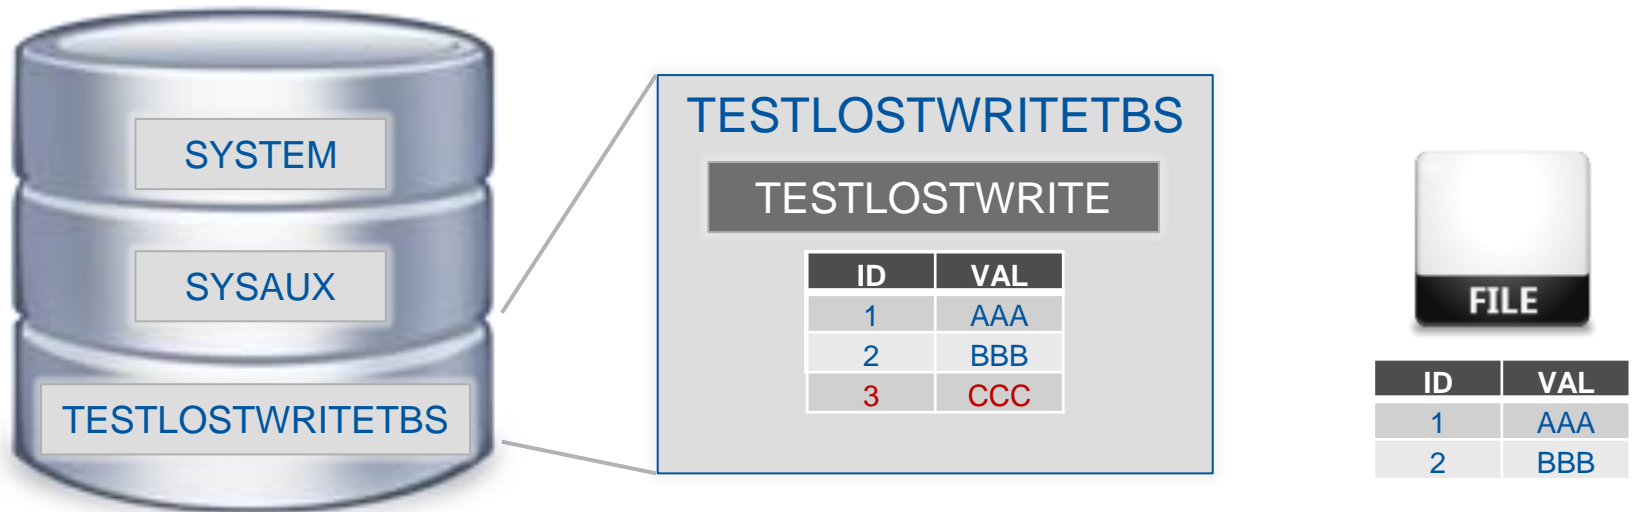 SYSTEM
SYSAUX
TESTLOSTWRITETBS
TESTLOSTWRITETBS
TESTLOSTWRITE
ID VAL
1 AAA
2 BBB
3 CCC
FILE
ID VAL
1 AAA
2 BBB